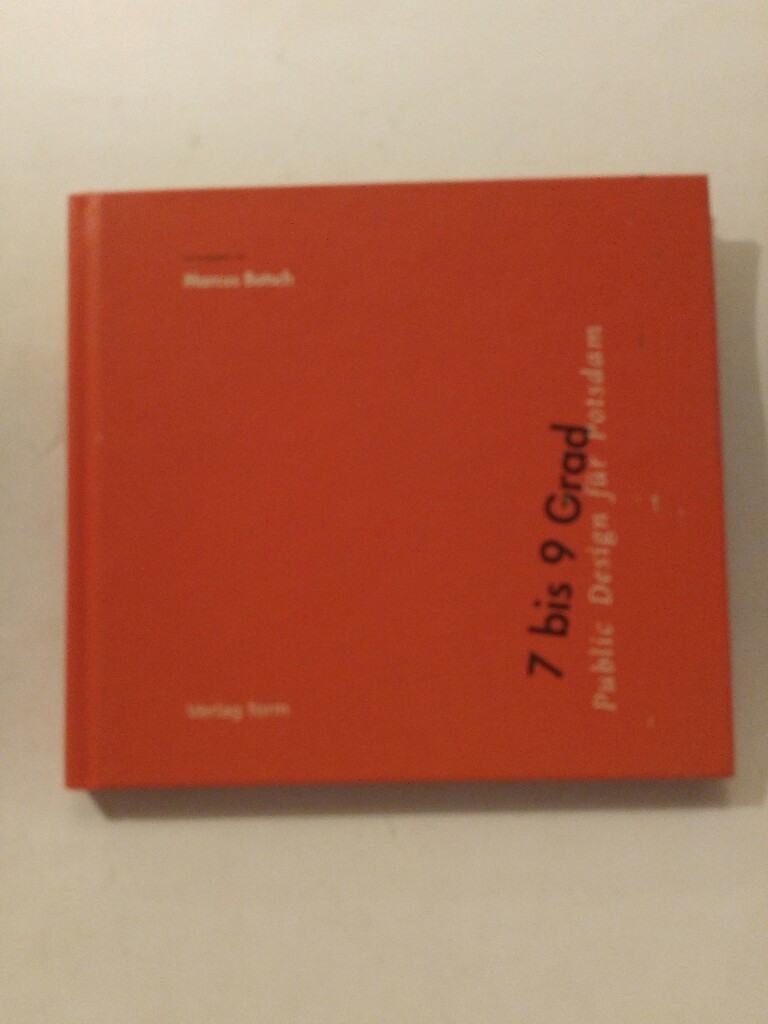 Marcus Botsch
7 bis 9 Grad
Public Design für Potsdam
Verlag form